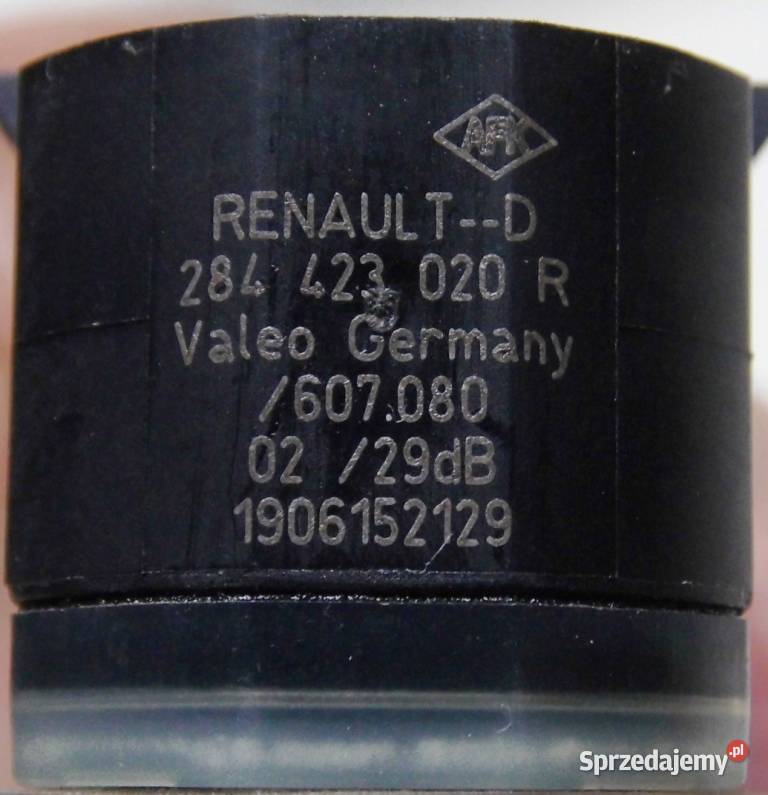 AFK
RENAULT--D
284 423 020 R
Valeo Germany
/607.080
02 /29dB
1906152129
Sprzedajemy.pl